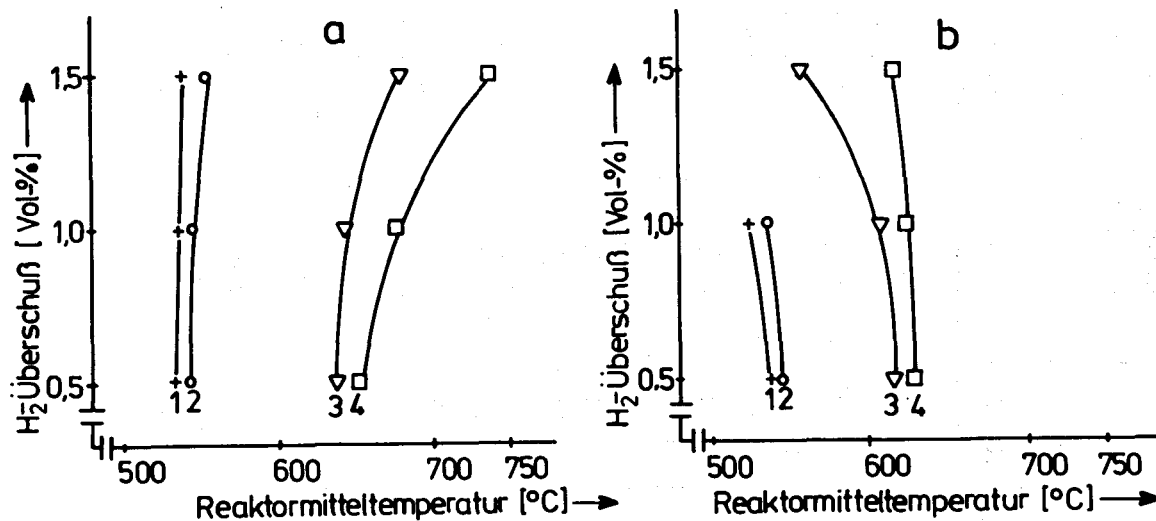 a
H2-Überschuß [Vol-%]
1,5
1,0
0,5
1 2
3 4
500 600 700 750
Reaktormitteltemperatur [°C]
b
H2-Überschuß [Vol-%]
1,5
1,0
0,5
1 2
3 4
500 600 700 750
Reaktormitteltemperatur [°C]